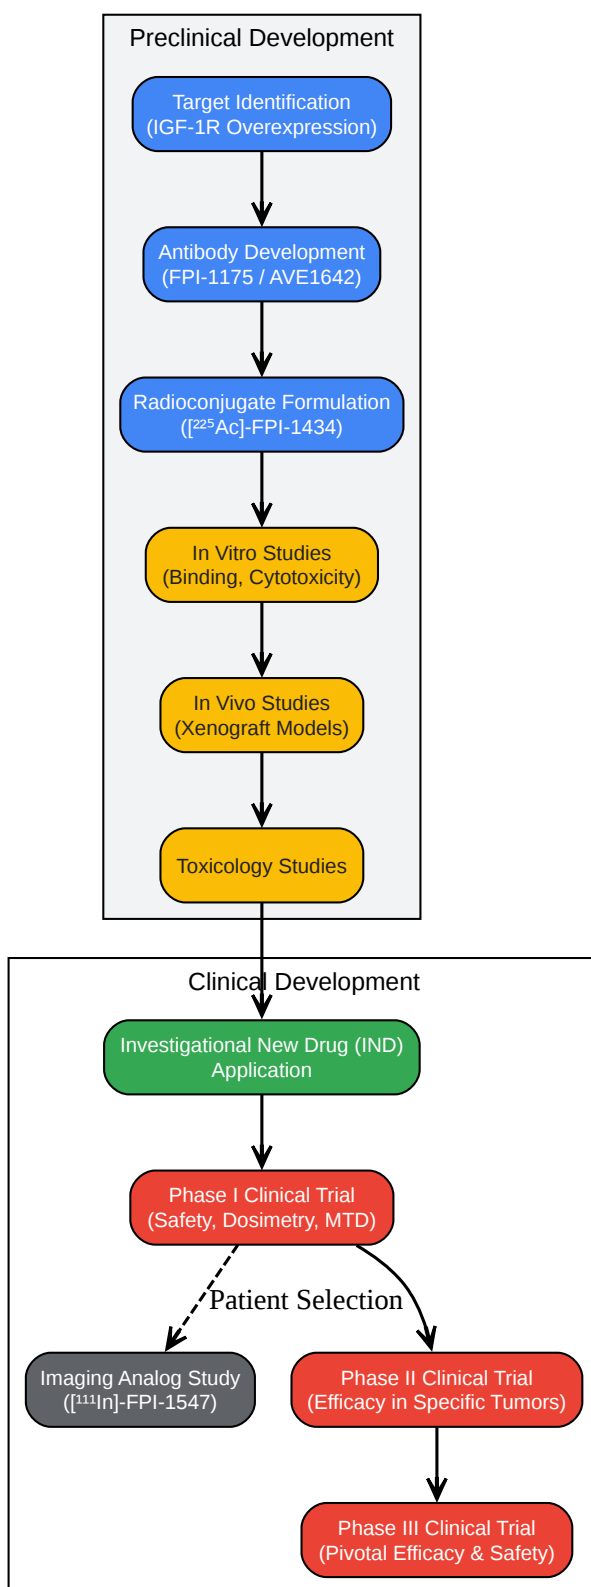 Preclinical Development
Target Identification
(IGF-1R Overexpression)
Antibody Development
(FPI-1175 / AVE1642)
Radioconjugate Formulation
([²²⁵Ac]-FPI-1434)
In Vitro Studies
(Binding, Cytotoxicity)
In Vivo Studies
(Xenograft Models)
Toxicology Studies
Clinical Development
Investigational New Drug (IND)
Application
Phase I Clinical Trial
(Safety, Dosimetry, MTD)
Patient Selection
Imaging Analog Study
([¹¹¹In]-FPI-1547)
Phase II Clinical Trial
(Efficacy in Specific Tumors)
Phase III Clinical Trial
(Pivotal Efficacy & Safety)